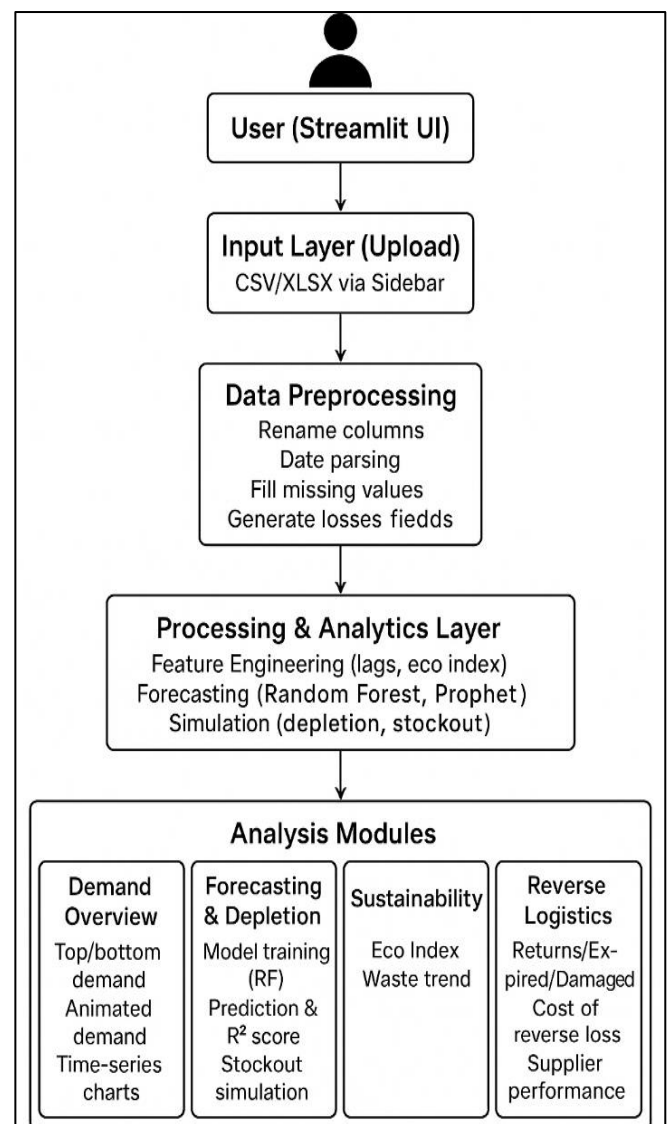 User (Streamlit UI)
Input Layer (Upload)
CSV/XLSX via Sidebar
Data Preprocessing
Rename columns
Date parsing
Fill missing values
Generate losses fiedds
Processing & Analytics Layer
Feature Engineering (lags, eco index)
Forecasting (Random Forest, Prophet)
Simulation (depletion, stockout)
Analysis Modules
Demand
Overview
Top/bottom
demand
Animated
demand
Time-series
charts
Forecasting
& Depletion
Model training
(RF)
Prediction &
R² score
Stockout
simulation
Sustainability
Eco Index
Waste trend
Reverse
Logistics
Returns/Ex-
pired/Damaged
Cost of
reverse loss
Supplier
performance